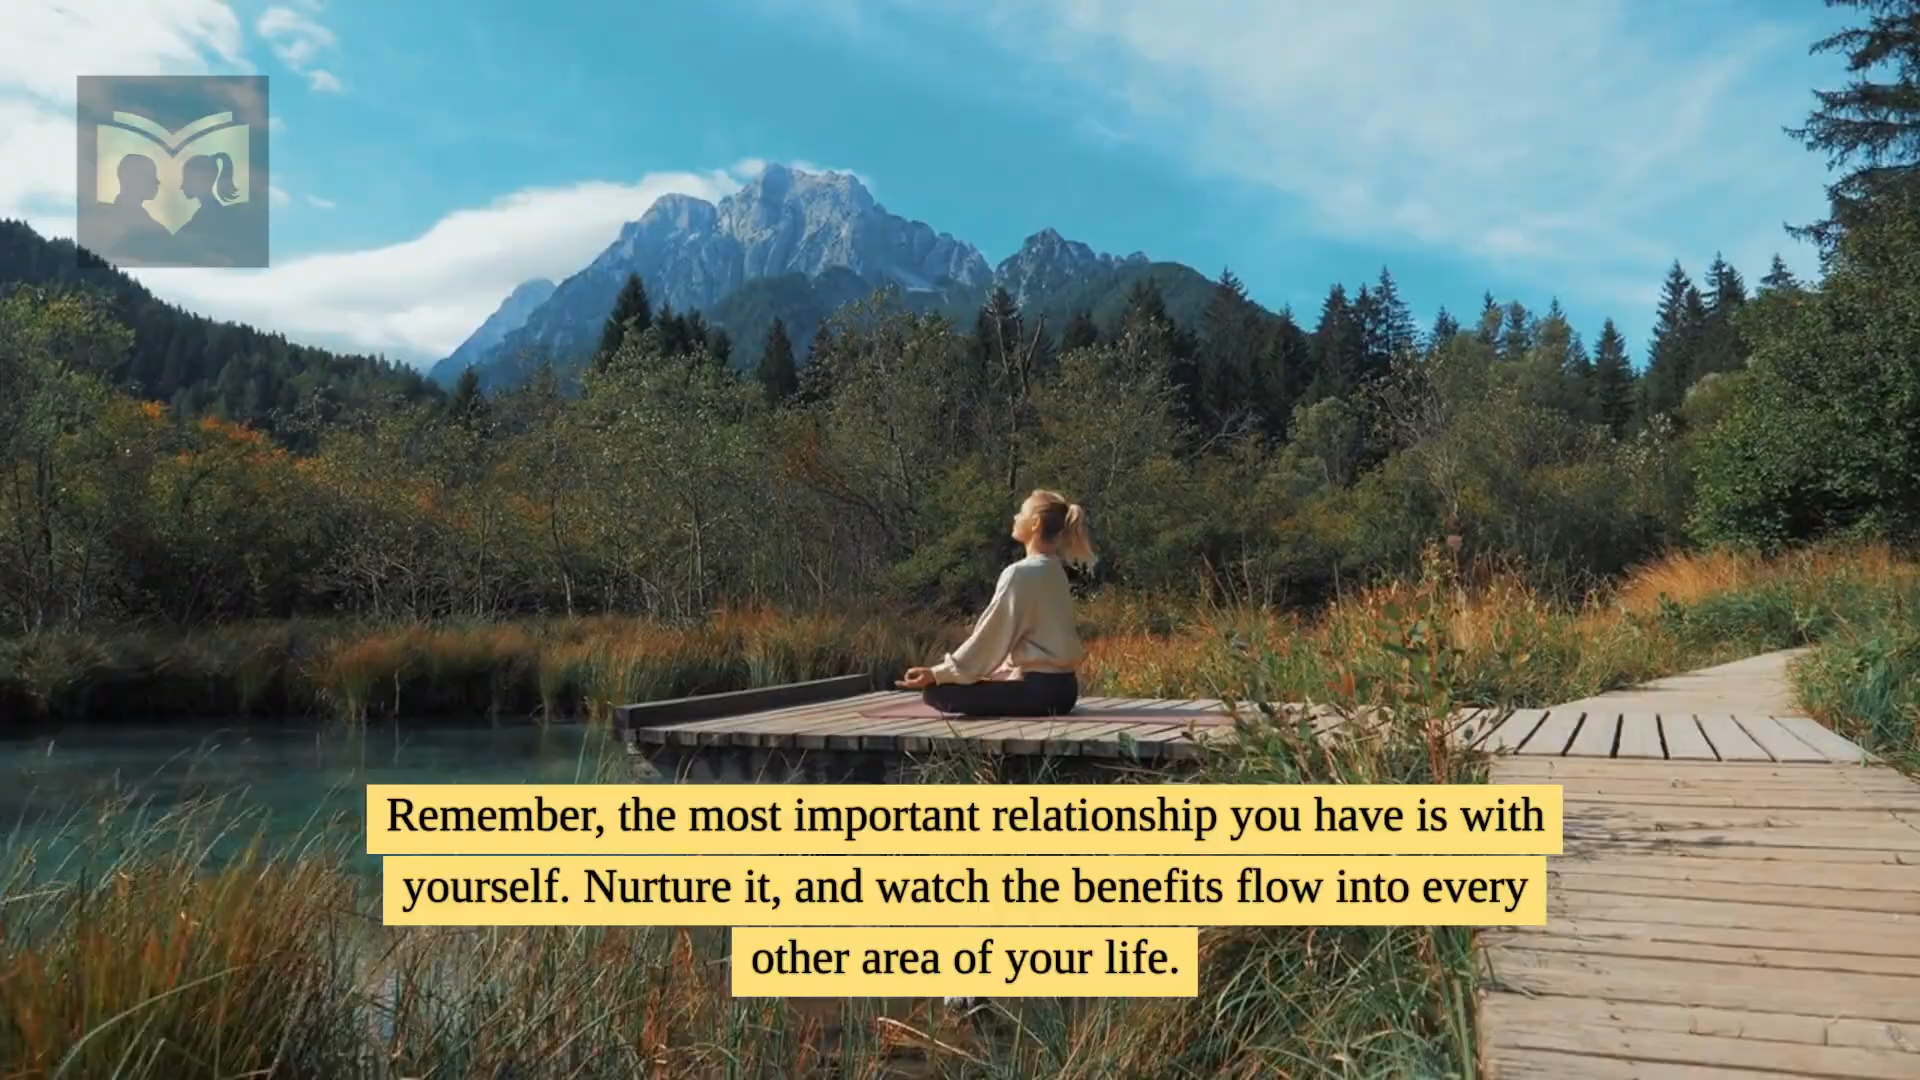 Remember, the most important relationship you have is with
yourself. Nurture it, and watch the benefits flow into every
other area of your life.